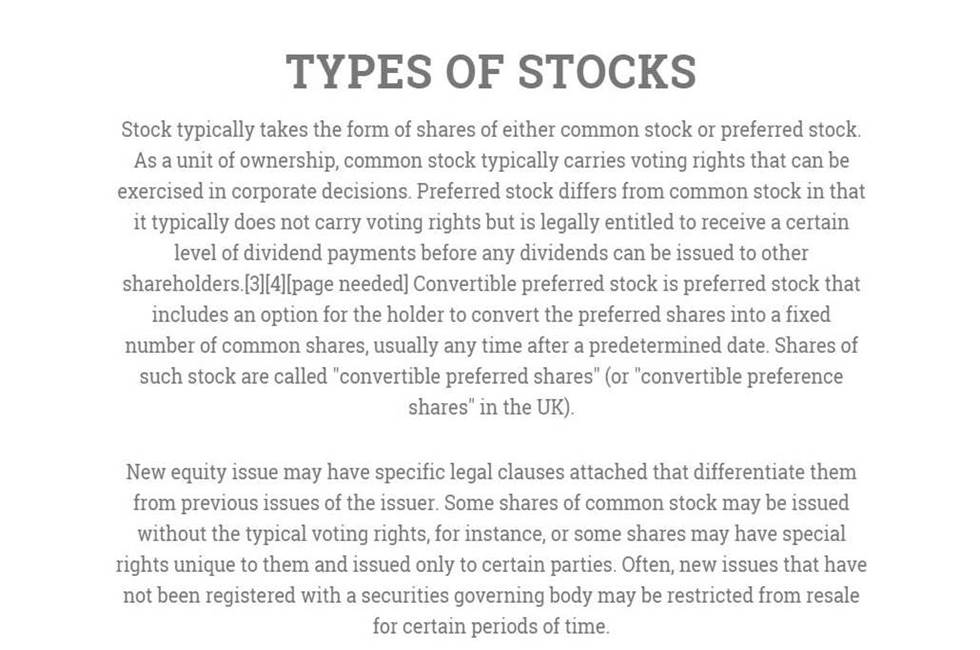 TYPES OF STOCKS
Stock typically takes the form of shares of either common stock or preferred stock.
As a unit of ownership, common stock typically carries voting rights that can be
exercised in corporate decisions. Preferred stock differs from common stock in that
it typically does not carry voting rights but is legally entitled to receive a certain
level of dividend payments before any dividends can be issued to other
shareholders.[3][4][page needed] Convertible preferred stock is preferred stock that
includes an option for the holder to convert the preferred shares into a fixed
number of common shares, usually any time after a predetermined date. Shares of
such stock are called "convertible preferred shares" (or "convertible preference
shares" in the UK).
New equity issue may have specific legal clauses attached that differentiate them
from previous issues of the issuer. Some shares of common stock may be issued
without the typical voting rights, for instance, or some shares may have special
rights unique to them and issued only to certain parties. Often, new issues that have
not been registered with a securities governing body may be restricted from resale
for certain periods of time.